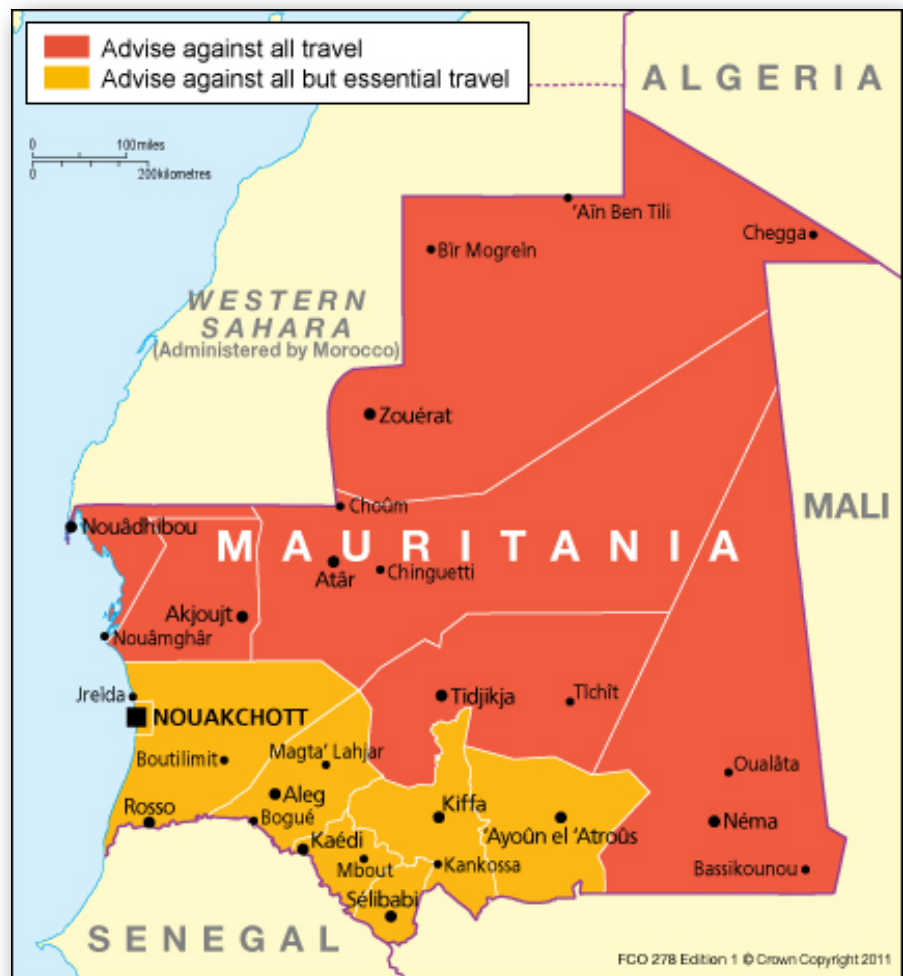 Advise against all travel
Advise against all but essential travel
ALGERIA
0 100miles
0 200kilometres
'Aïn Ben Tili
Chegga
Bîr Mogreïn
WESTERN
SAHARA
(Administered by Morocco)
Zouérat
Choûm
MALI
Nouâdhibou
MAURITANIA
Atâr
Chinguetti
Akjoujt
Nouâmghâr
Jreïda
Tidjikja
Tîchît
NOUAKCHOTT
Boutilimit
Magta' Lahjar
Oualâta
Aleg
Rosso
Bogué
Kiffa
'Ayoûn el 'Atroûs
Néma
Kaédi
Mbout
Kankossa
Bassikounou
Sélibabi
SENEGAL
FCO 278 Edition 1 © Crown Copyright 2011